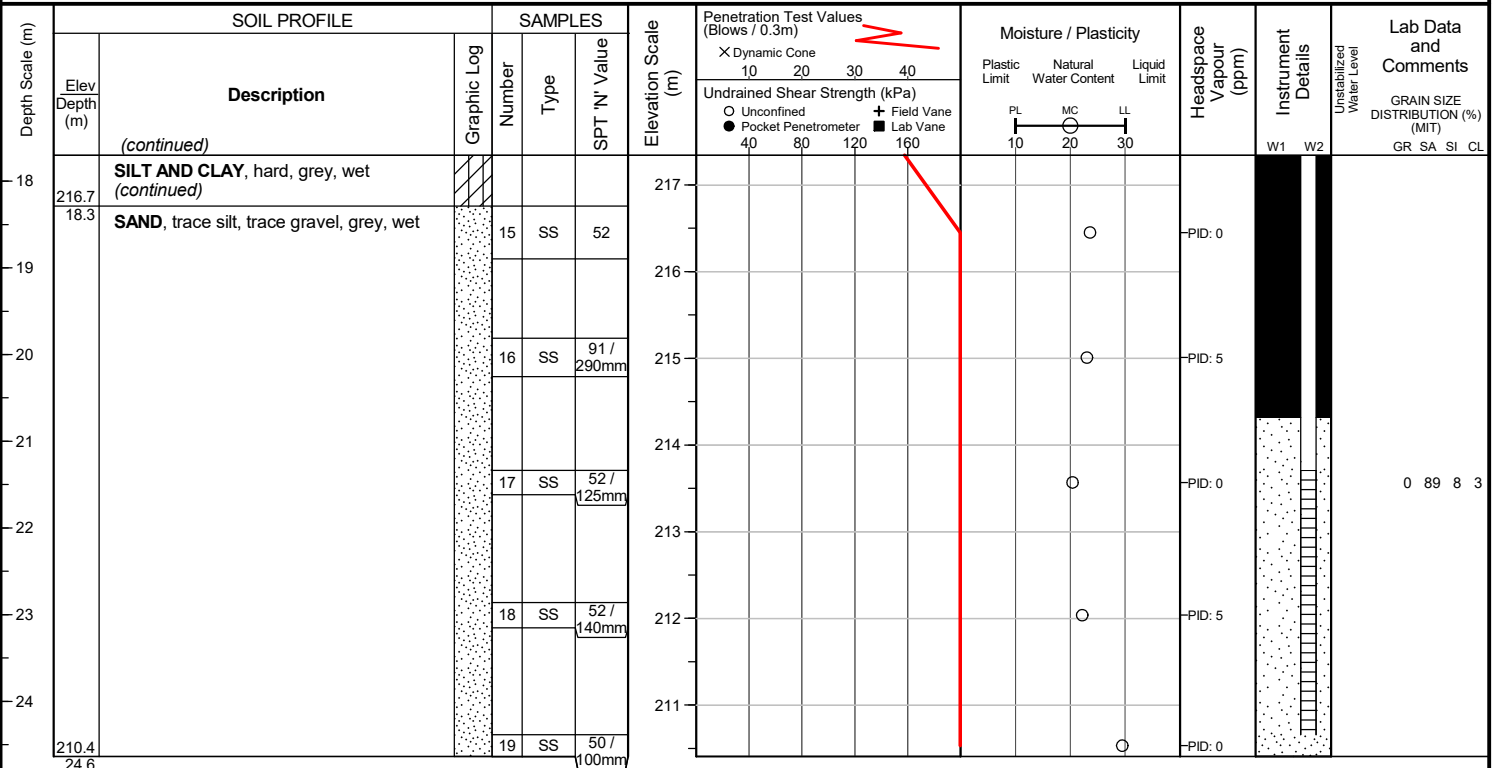 Depth Scale (m)
SOIL PROFILE
Elev
Depth
(m)
Description
(continued)
Graphic Log
SAMPLES
Number
Type
SPT 'N' Value
Elevation Scale
(m)
Penetration Test Values
(Blows / 0.3m)
× Dynamic Cone
10 20 30 40
Undrained Shear Strength (kPa)
Unconfined + Field Vane
Pocket Penetrometer Lab Vane
40 80 120 160
Moisture / Plasticity
Plastic
Limit
Natural
Water Content
Liquid
Limit
PL MC LL
10 20 30
Headspace
Vapour
(ppm)
Instrument
Details
W1 W2
Unstabilized
Water Level
Lab Data
and
Comments
GRAIN SIZE
DISTRIBUTION (%)
(MIT)
GR SA SI CL
SILT AND CLAY, hard, grey, wet
(continued)
18
216.7
18.3
217
SAND, trace silt, trace gravel, grey, wet
15 SS 52
PID: 0
19
216
20
16 SS 91 /
290mm
215
PID: 5
21
214
17 SS 52 /
125mm
PID: 0
0 89 8 3
22
213
23
18 SS 52 /
140mm
212
PID: 5
24
211
210.4
24.6
19 SS 50 /
100mm
PID: 0